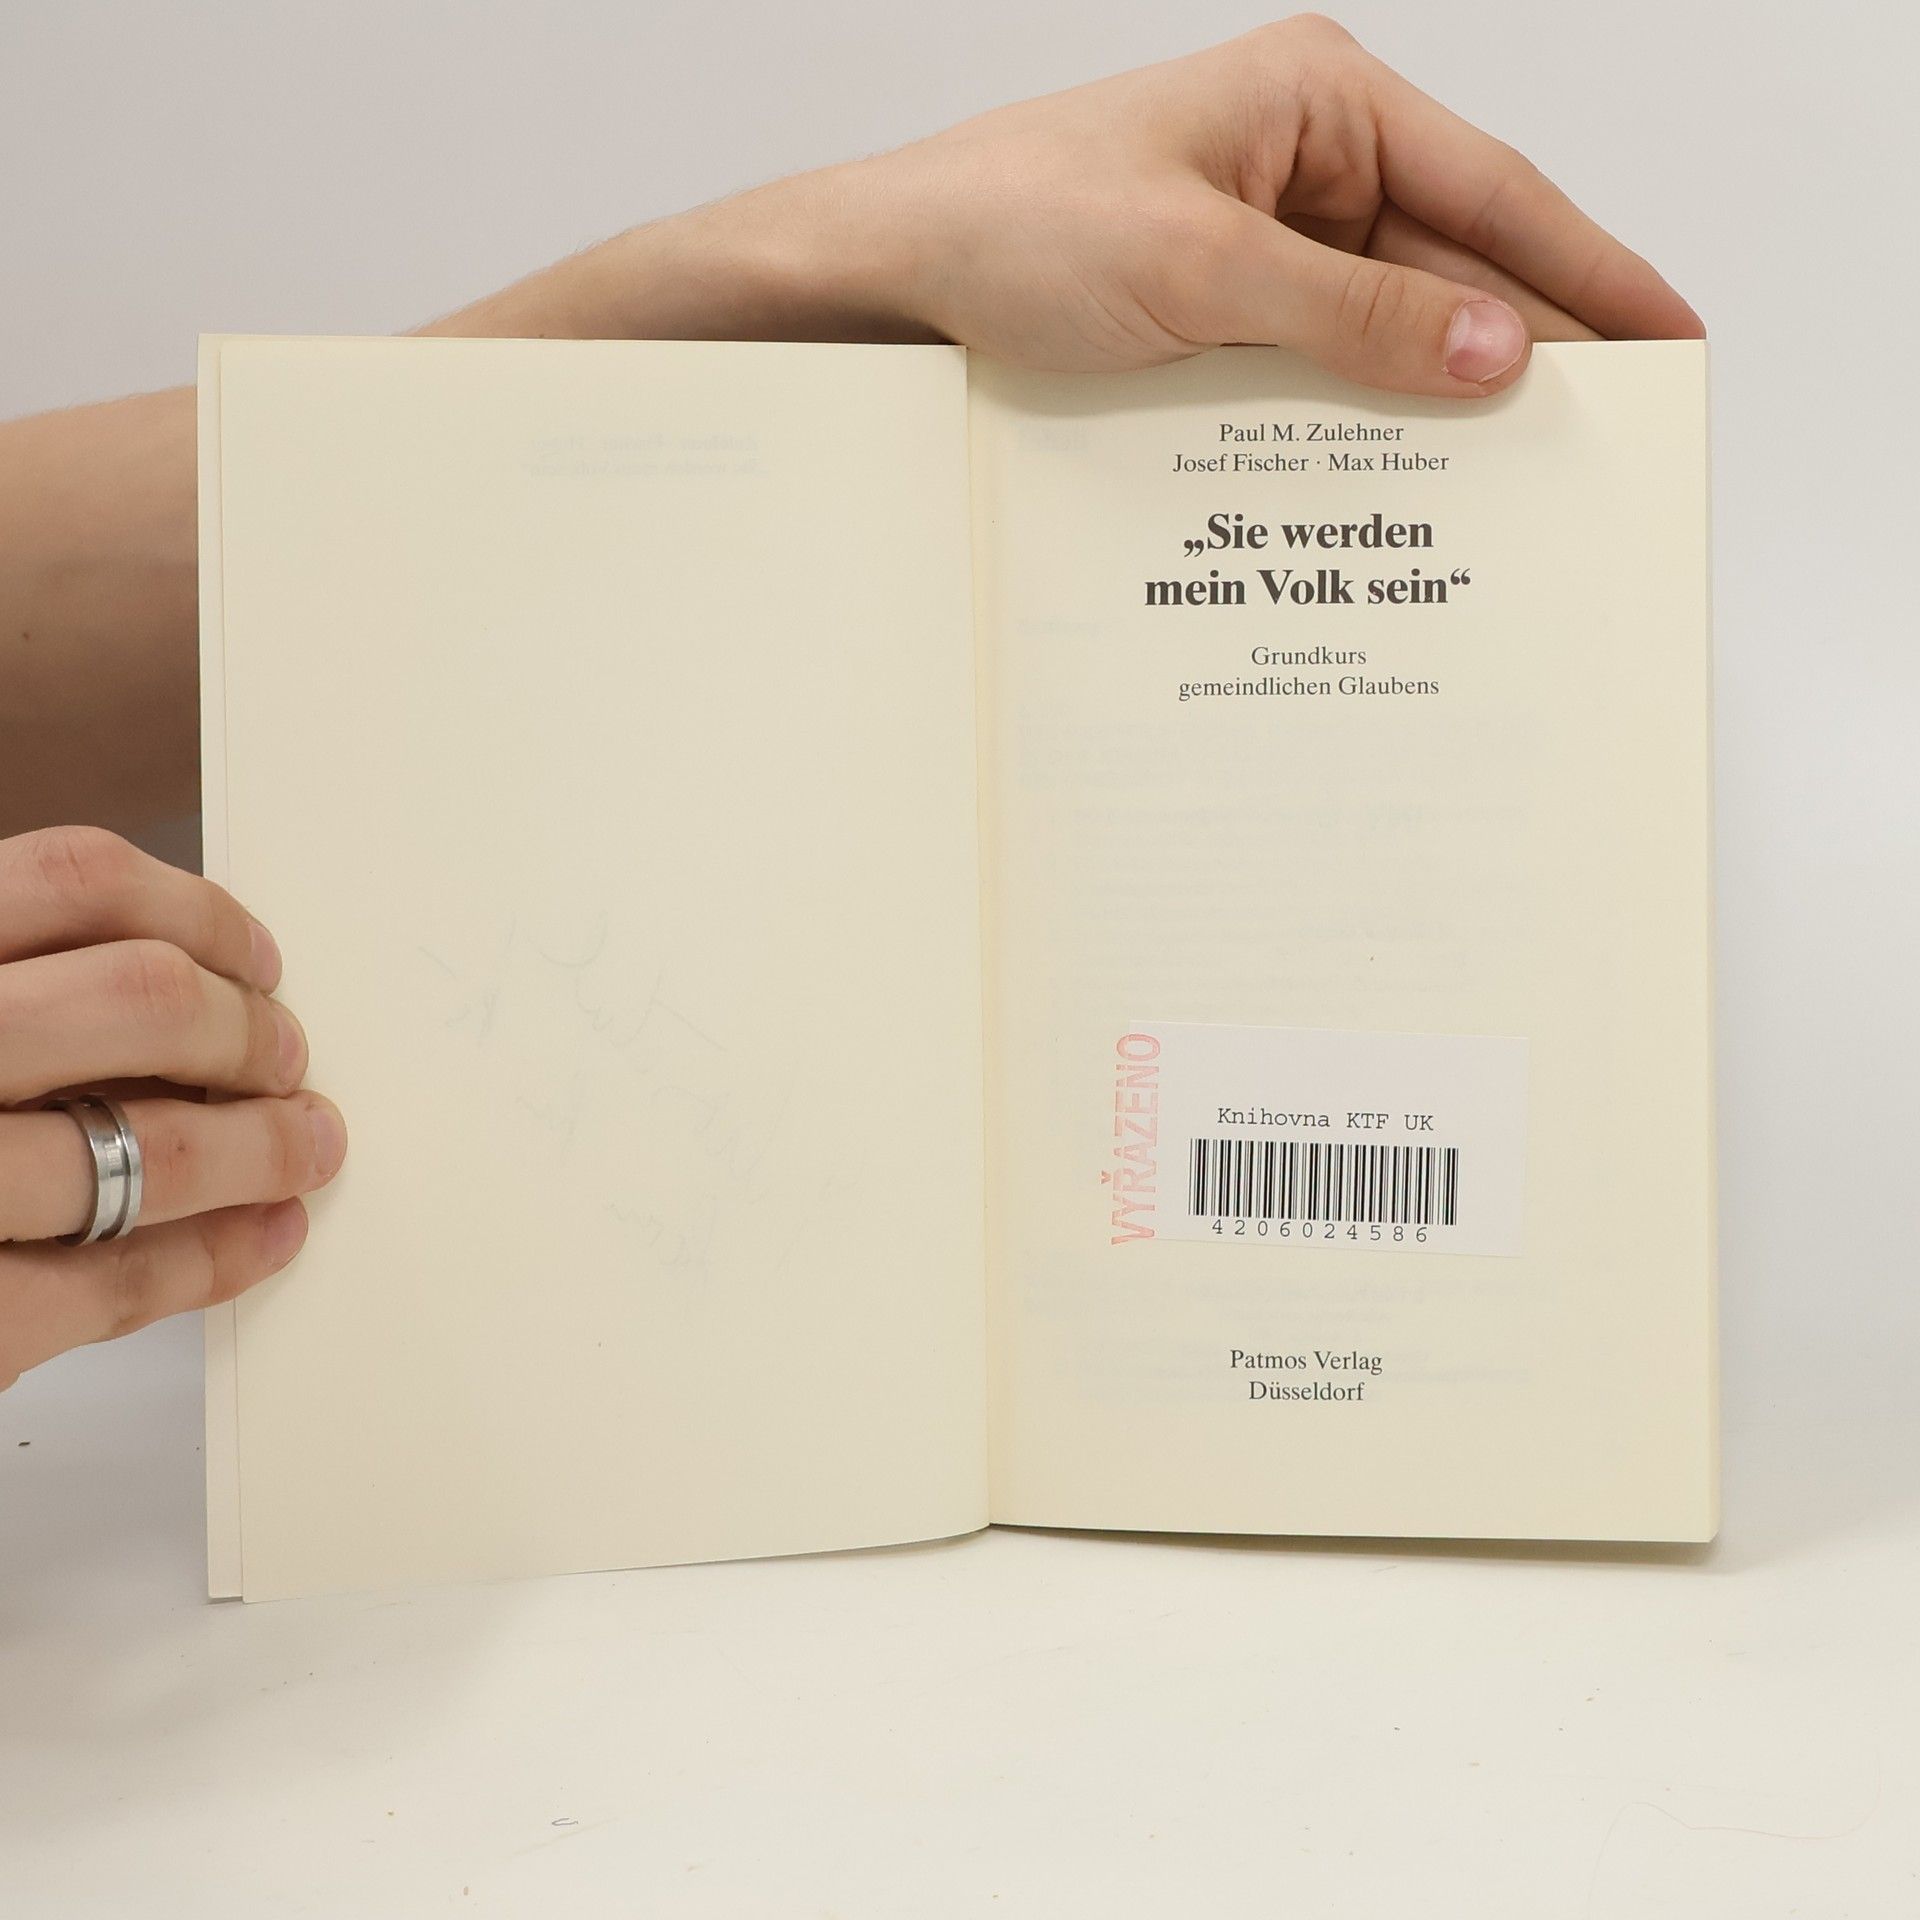 Paul M. Zulehner
Josef Fischer · Max Huber
„Sie werden
mein Volk sein“
Grundkurs
gemeindlichen Glaubens
VYŘAZENO
Knihovna KTF UK
4206024586
Patmos Verlag
Düsseldorf